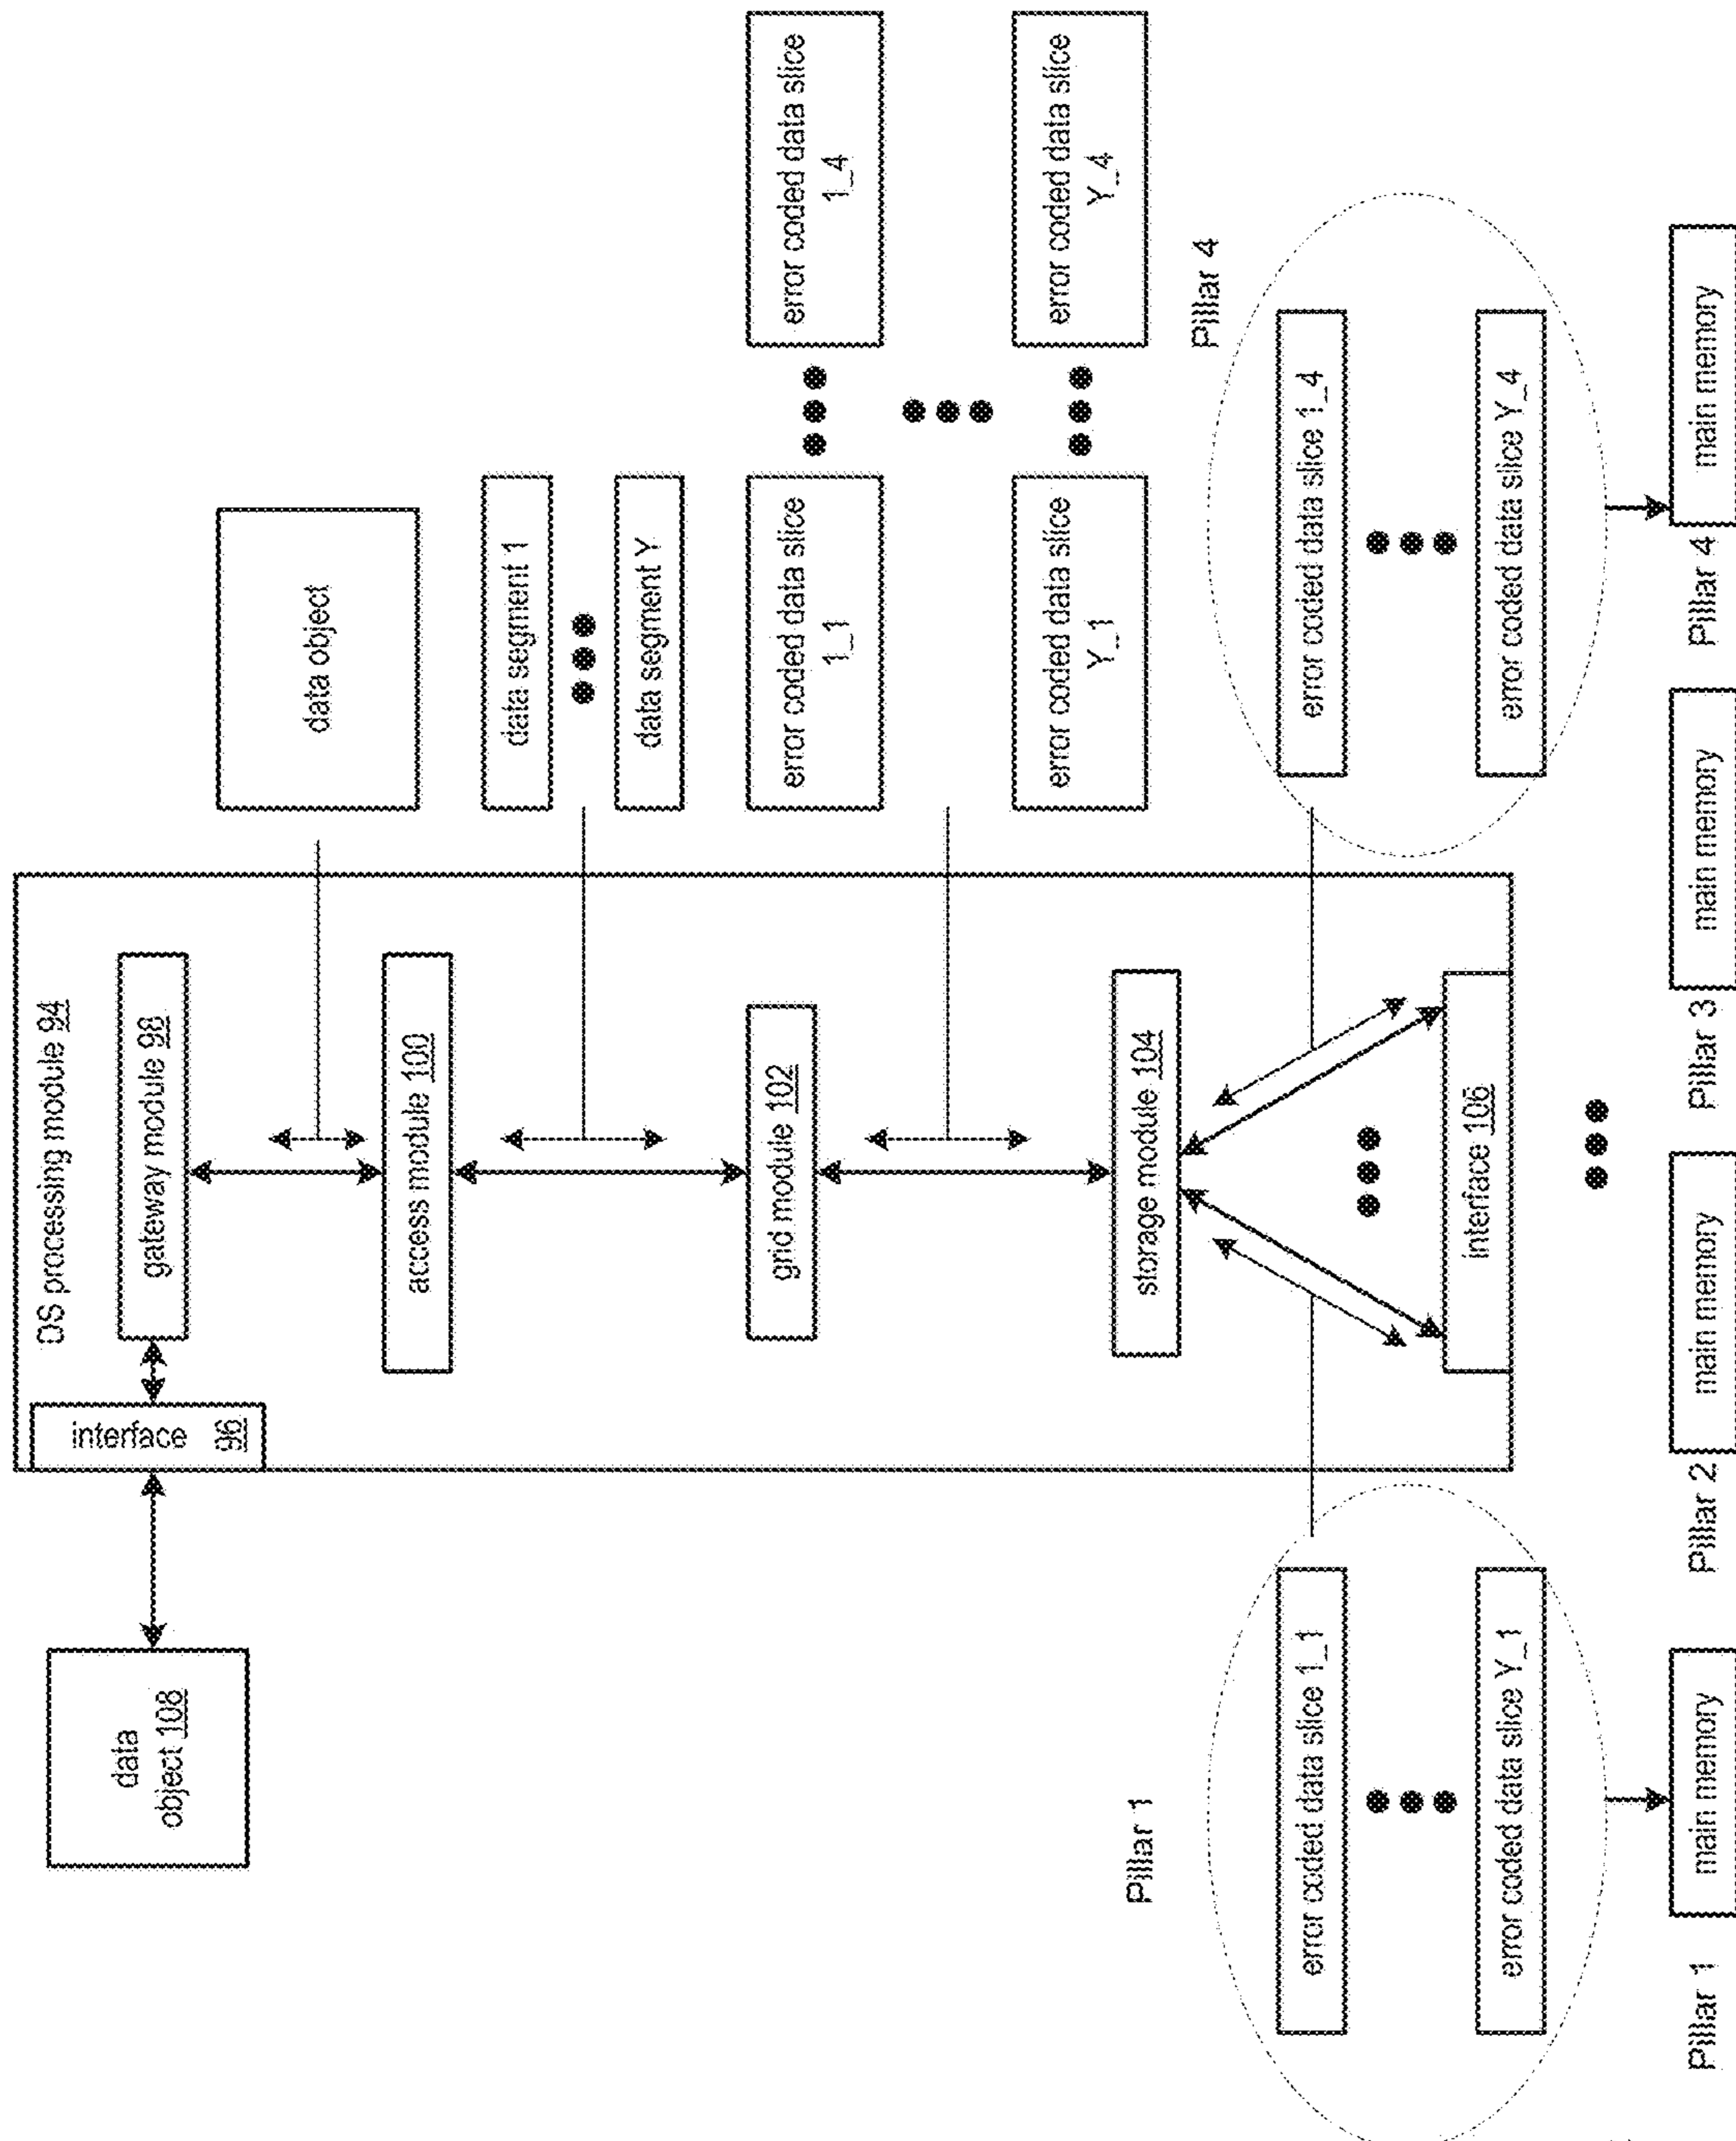 DS processing module 94
data
object 108
interface 96
gateway module 98
data object
access module 100
data segment 1
data segment Y
grid module 102
error coded data slice
1_1
error coded data slice
1_4
error coded data slice
Y_1
error coded data slice
Y_4
storage module 104
Pillar 1
Pillar 4
error coded data slice 1_1
error coded data slice Y_1
error coded data slice 1_4
error coded data slice Y_4
interface 106
Pillar 1
main memory
Pillar 2
main memory
Pillar 3
main memory
Pillar 4
main memory